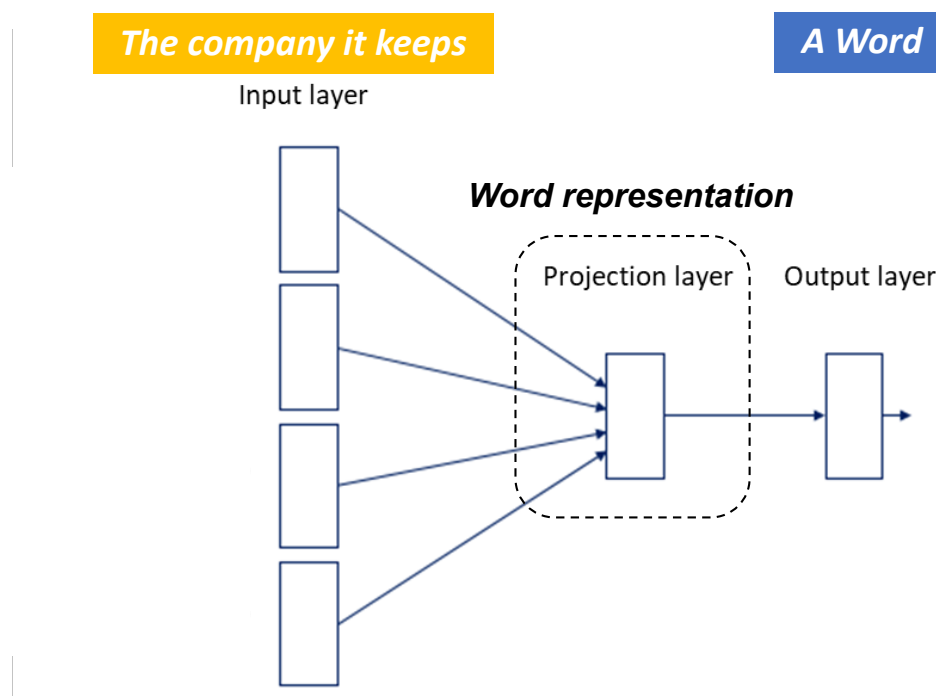 The company it keeps
A Word
Input layer
Word representation
Projection layer
Output layer